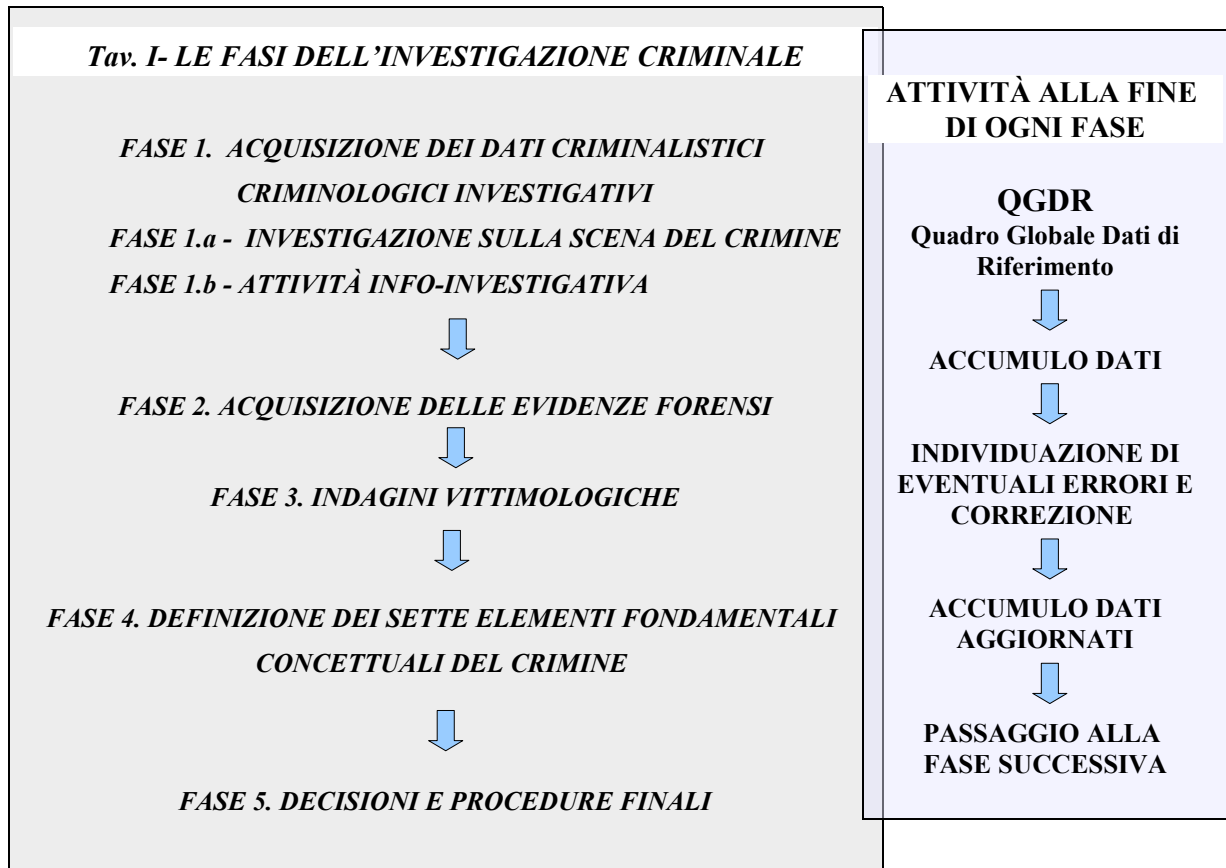 Tav. I- LE FASI DELL’INVESTIGAZIONE CRIMINALE
FASE 1. ACQUISIZIONE DEI DATI CRIMINALISTICI
CRIMINOLOGICI INVESTIGATIVI
FASE 1.a - INVESTIGAZIONE SULLA SCENA DEL CRIMINE
FASE 1.b - ATTIVITÀ INFO-INVESTIGATIVA
FASE 2. ACQUISIZIONE DELLE EVIDENZE FORENSI
FASE 3. INDAGINI VITTIMOLOGICHE
FASE 4. DEFINIZIONE DEI SETTE ELEMENTI FONDAMENTALI
CONCETTUALI DEL CRIMINE
FASE 5. DECISIONI E PROCEDURE FINALI
ATTIVITÀ ALLA FINE
DI OGNI FASE
QGDR
Quadro Globale Dati di
Riferimento
ACCUMULO DATI
INDIVIDUAZIONE DI
EVENTUALI ERRORI E
CORREZIONE
ACCUMULO DATI
AGGIORNATI
PASSAGGIO ALLA
FASE SUCCESSIVA